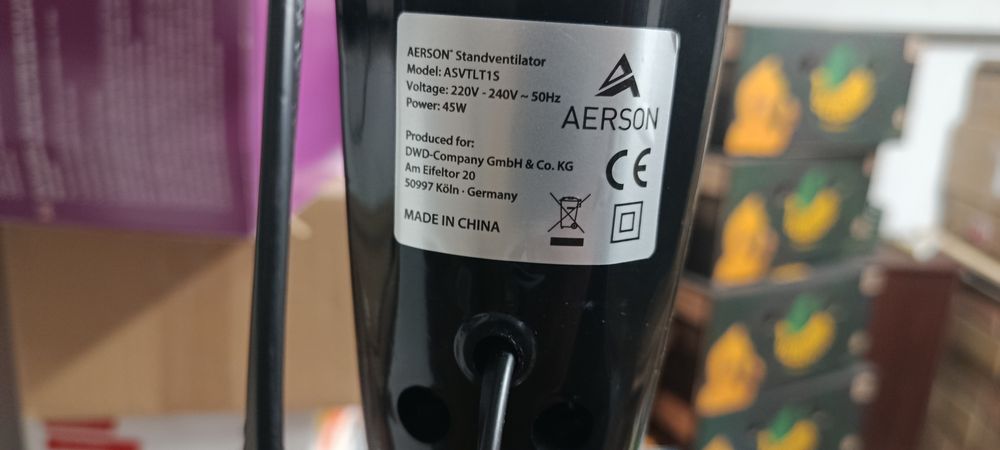 AERSON™ Standventilator
Model: ASVTLT1S
Voltage: 220V - 240V ~ 50Hz
Power: 45W
AERSON
Produced for:
DWD-Company GmbH & Co. KG
Am Eifeltor 20
50997 Köln · Germany
CE
MADE IN CHINA